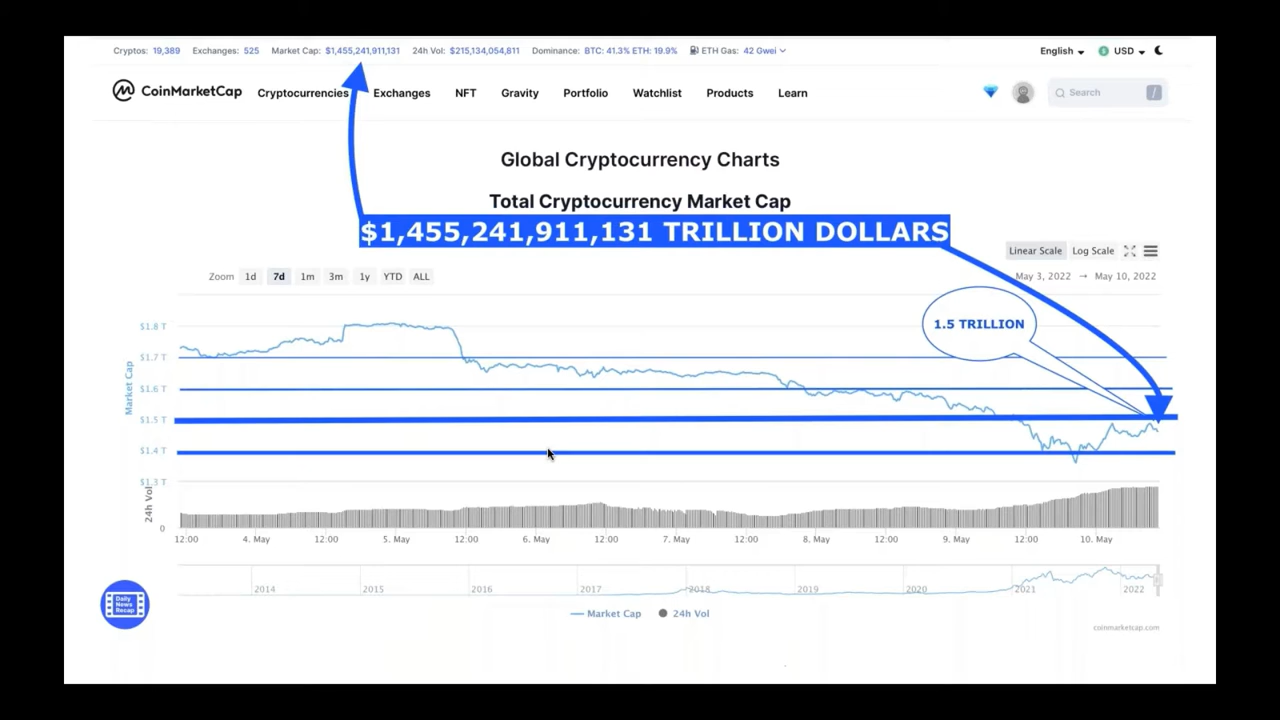 Cryptos: 19,389 Exchanges: 525 Market Cap: $1,455,241,911,131 24h Vol: $215,134,054,811 Dominance: BTC: 41.3% ETH: 19.9% ETH Gas: 42 Gwei English USD
CoinMarketCap Cryptocurrencies Exchanges NFT Gravity Portfolio Watchlist Products Learn Search /
Global Cryptocurrency Charts
Total Cryptocurrency Market Cap
$1,455,241,911,131 TRILLION DOLLARS
Linear Scale Log Scale
Zoom 1d 7d 1m 3m 1y YTD ALL May 3, 2022 → May 10, 2022
1.5 TRILLION
$1.8 T
$1.7 T
$1.6 T
$1.5 T
$1.4 T
$1.3 T
Market Cap
24h Vol
0
12:00 4. May 12:00 5. May 12:00 6. May 12:00 7. May 12:00 8. May 12:00 9. May 12:00 10. May
2014 2015 2016 2017 2018 2019 2020 2021 2022
Daily
News
Recap
Market Cap 24h Vol
coinmarketcap.com